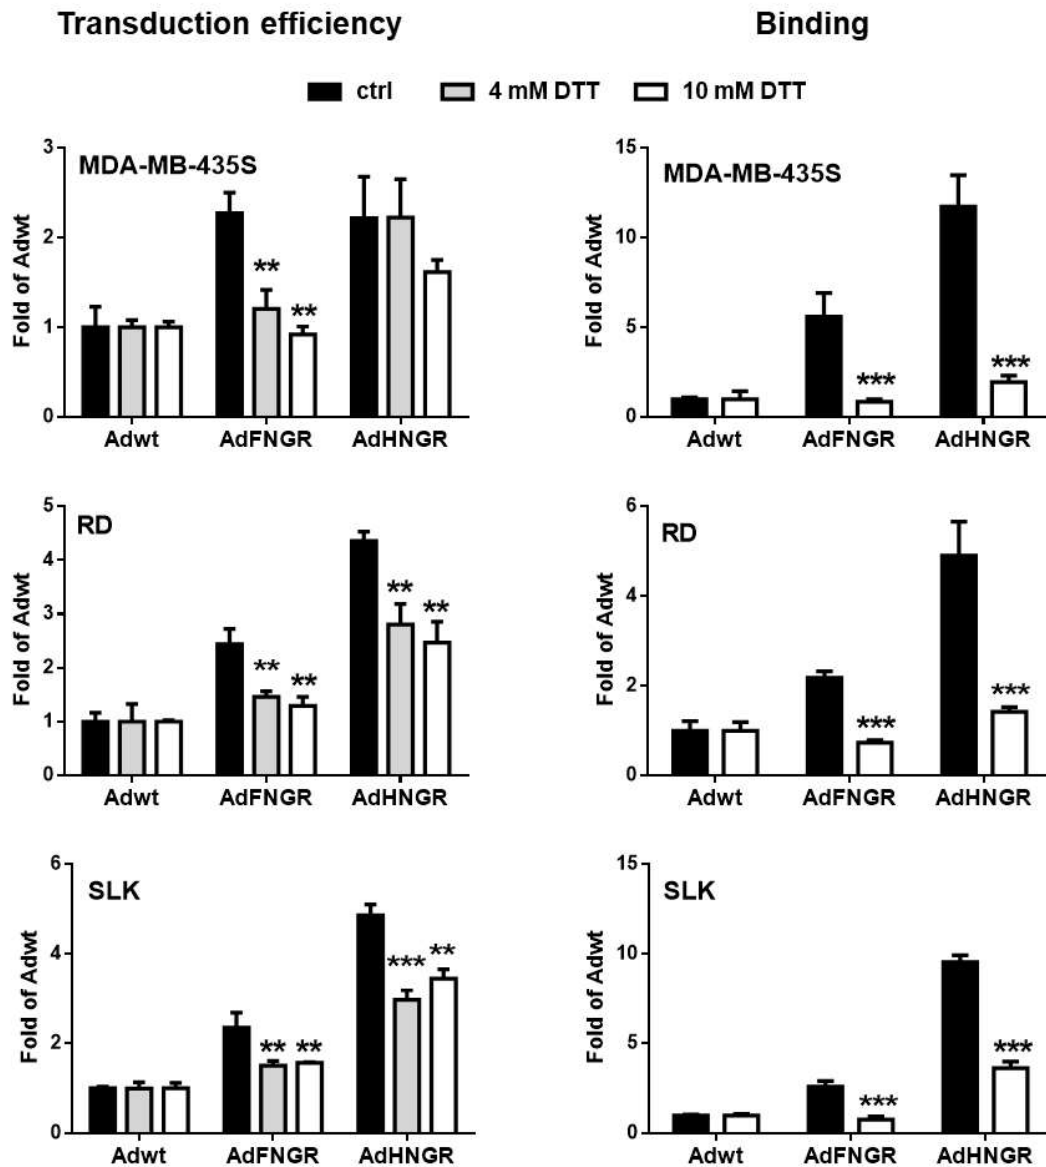 Transduction efficiency
Binding
ctrl 4 mM DTT 10 mM DTT
MDA-MB-435S
Fold of Adwt
3
2
1
0
** **
Adwt AdFNGR AdHNGR
MDA-MB-435S
Fold of Adwt
15
10
5
0
*** ***
Adwt AdFNGR AdHNGR
RD
Fold of Adwt
5
4
3
2
1
0
** ** ** **
Adwt AdFNGR AdHNGR
RD
Fold of Adwt
6
4
2
0
*** ***
Adwt AdFNGR AdHNGR
SLK
Fold of Adwt
6
4
2
0
** ** *** **
Adwt AdFNGR AdHNGR
SLK
Fold of Adwt
15
10
5
0
*** ***
Adwt AdFNGR AdHNGR